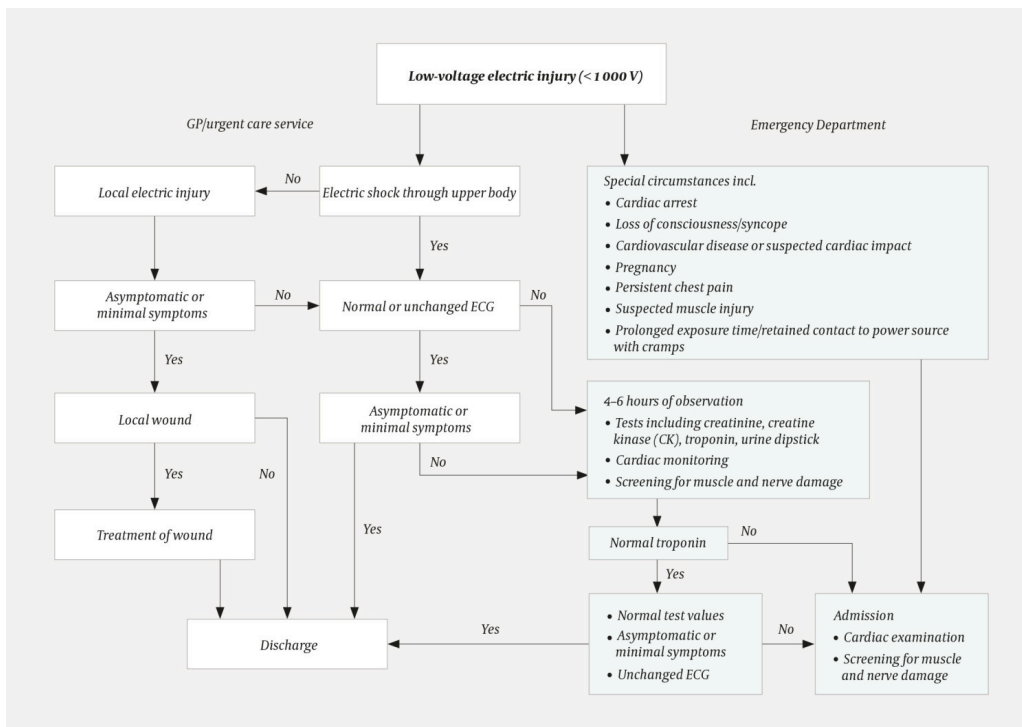 Low-voltage electric injury (< 1 000 V)
GP/urgent care service
Emergency Department
Local electric injury
No
Electric shock through upper body
Special circumstances incl.
• Cardiac arrest
• Loss of consciousness/syncope
• Cardiovascular disease or suspected cardiac impact
• Pregnancy
• Persistent chest pain
• Suspected muscle injury
• Prolonged exposure time/retained contact to power source
with cramps
Yes
Asymptomatic or
minimal symptoms
No
Normal or unchanged ECG
No
Yes
Yes
Local wound
Asymptomatic or
minimal symptoms
4–6 hours of observation
• Tests including creatinine, creatine
kinase (CK), troponin, urine dipstick
• Cardiac monitoring
• Screening for muscle and nerve damage
Yes
No
No
Treatment of wound
Yes
Normal troponin
No
Yes
Discharge
Yes
• Normal test values
• Asymptomatic or
minimal symptoms
• Unchanged ECG
No
Admission
• Cardiac examination
• Screening for muscle
and nerve damage